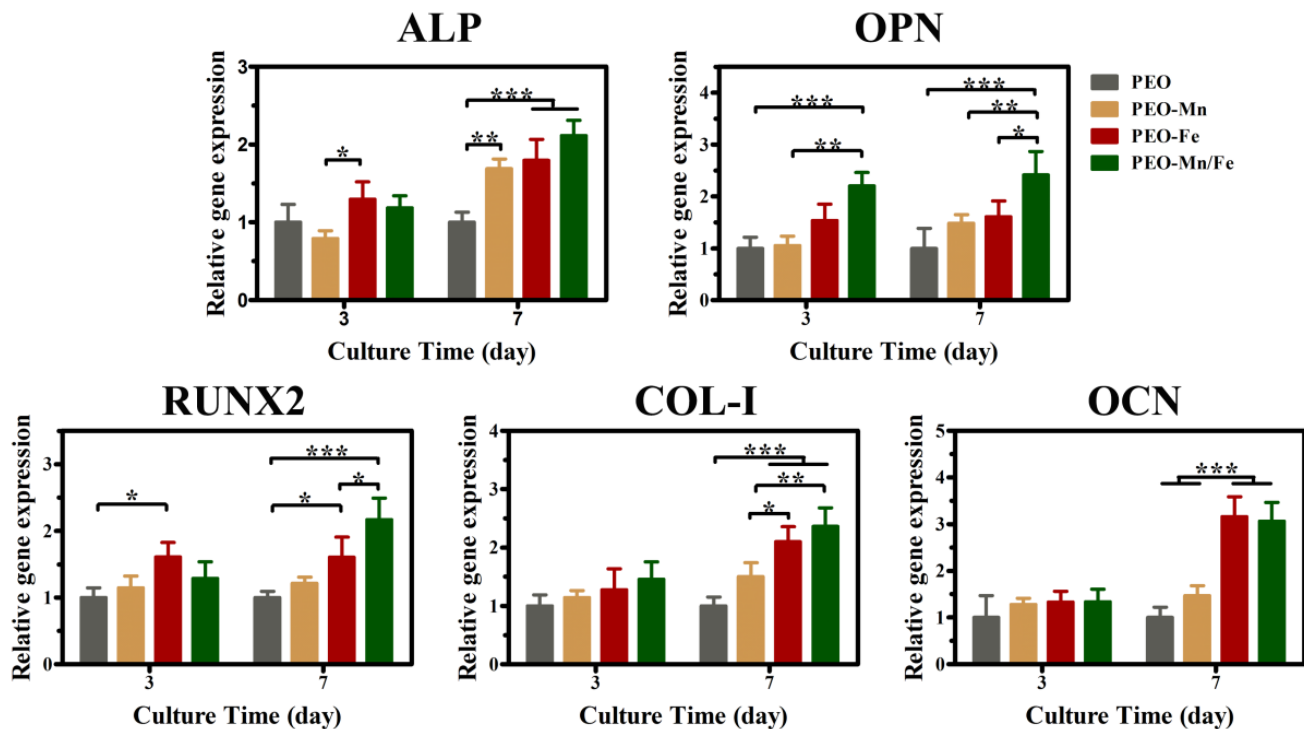 ALP
OPN
Relative gene expression
3
2
1
0
***
*
**
3
7
Culture Time (day)
Relative gene expression
4
3
2
1
0
***
**
***
**
*
3
7
Culture Time (day)
PEO
PEO-Mn
PEO-Fe
PEO-Mn/Fe
RUNX2
COL-I
OCN
Relative gene expression
3
2
1
0
*
***
*
*
3
7
Culture Time (day)
Relative gene expression
4
3
2
1
0
***
**
*
3
7
Culture Time (day)
Relative gene expression
5
4
3
2
1
0
***
3
7
Culture Time (day)